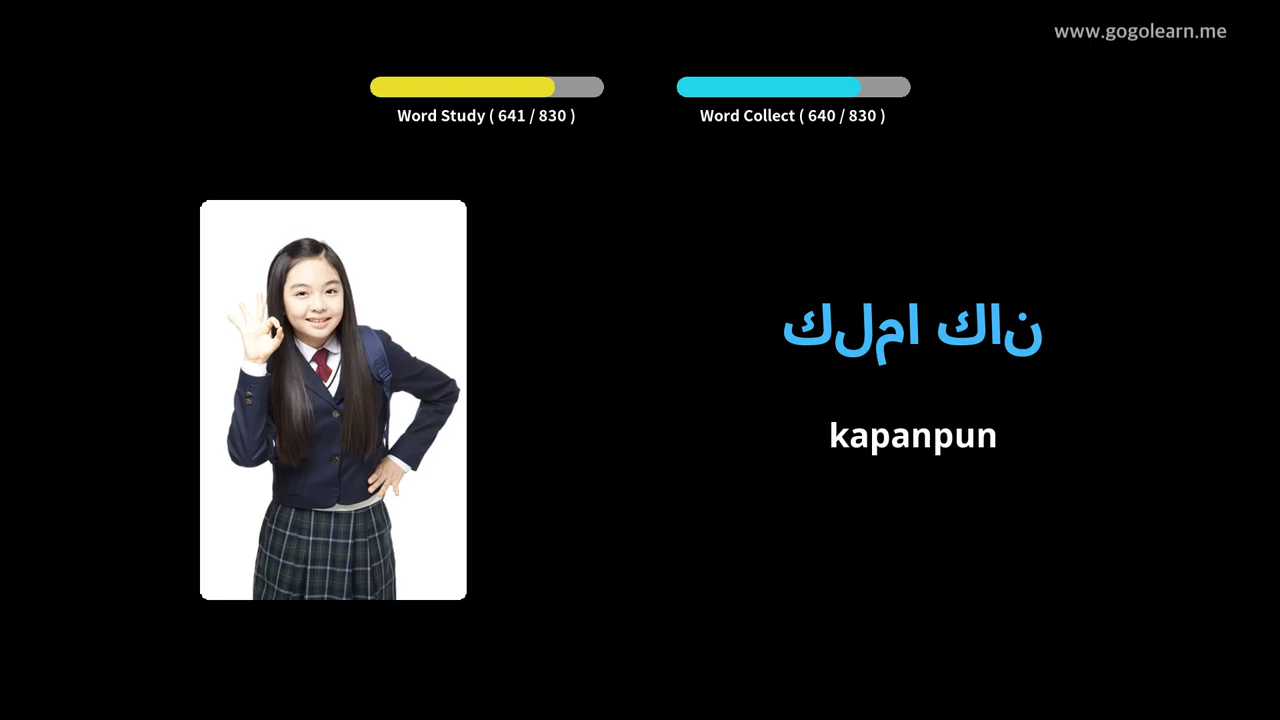 www.gogolearn.me
Word Study ( 641 / 830 )
Word Collect ( 640 / 830 )
كلما كان
kapanpun